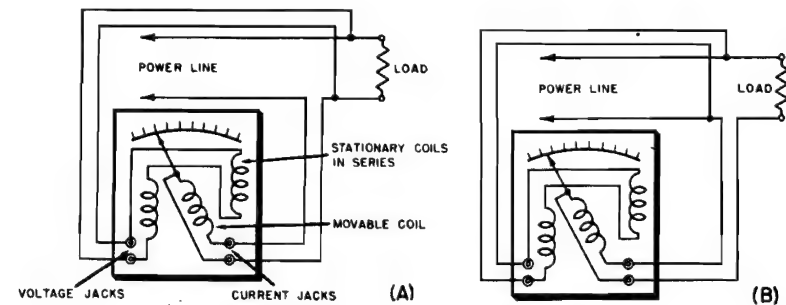 POWER LINE
LOAD
STATIONARY COILS
IN SERIES
MOVABLE COIL
VOLTAGE JACKS
CURRENT JACKS
(A)
POWER LINE
LOAD
(B)